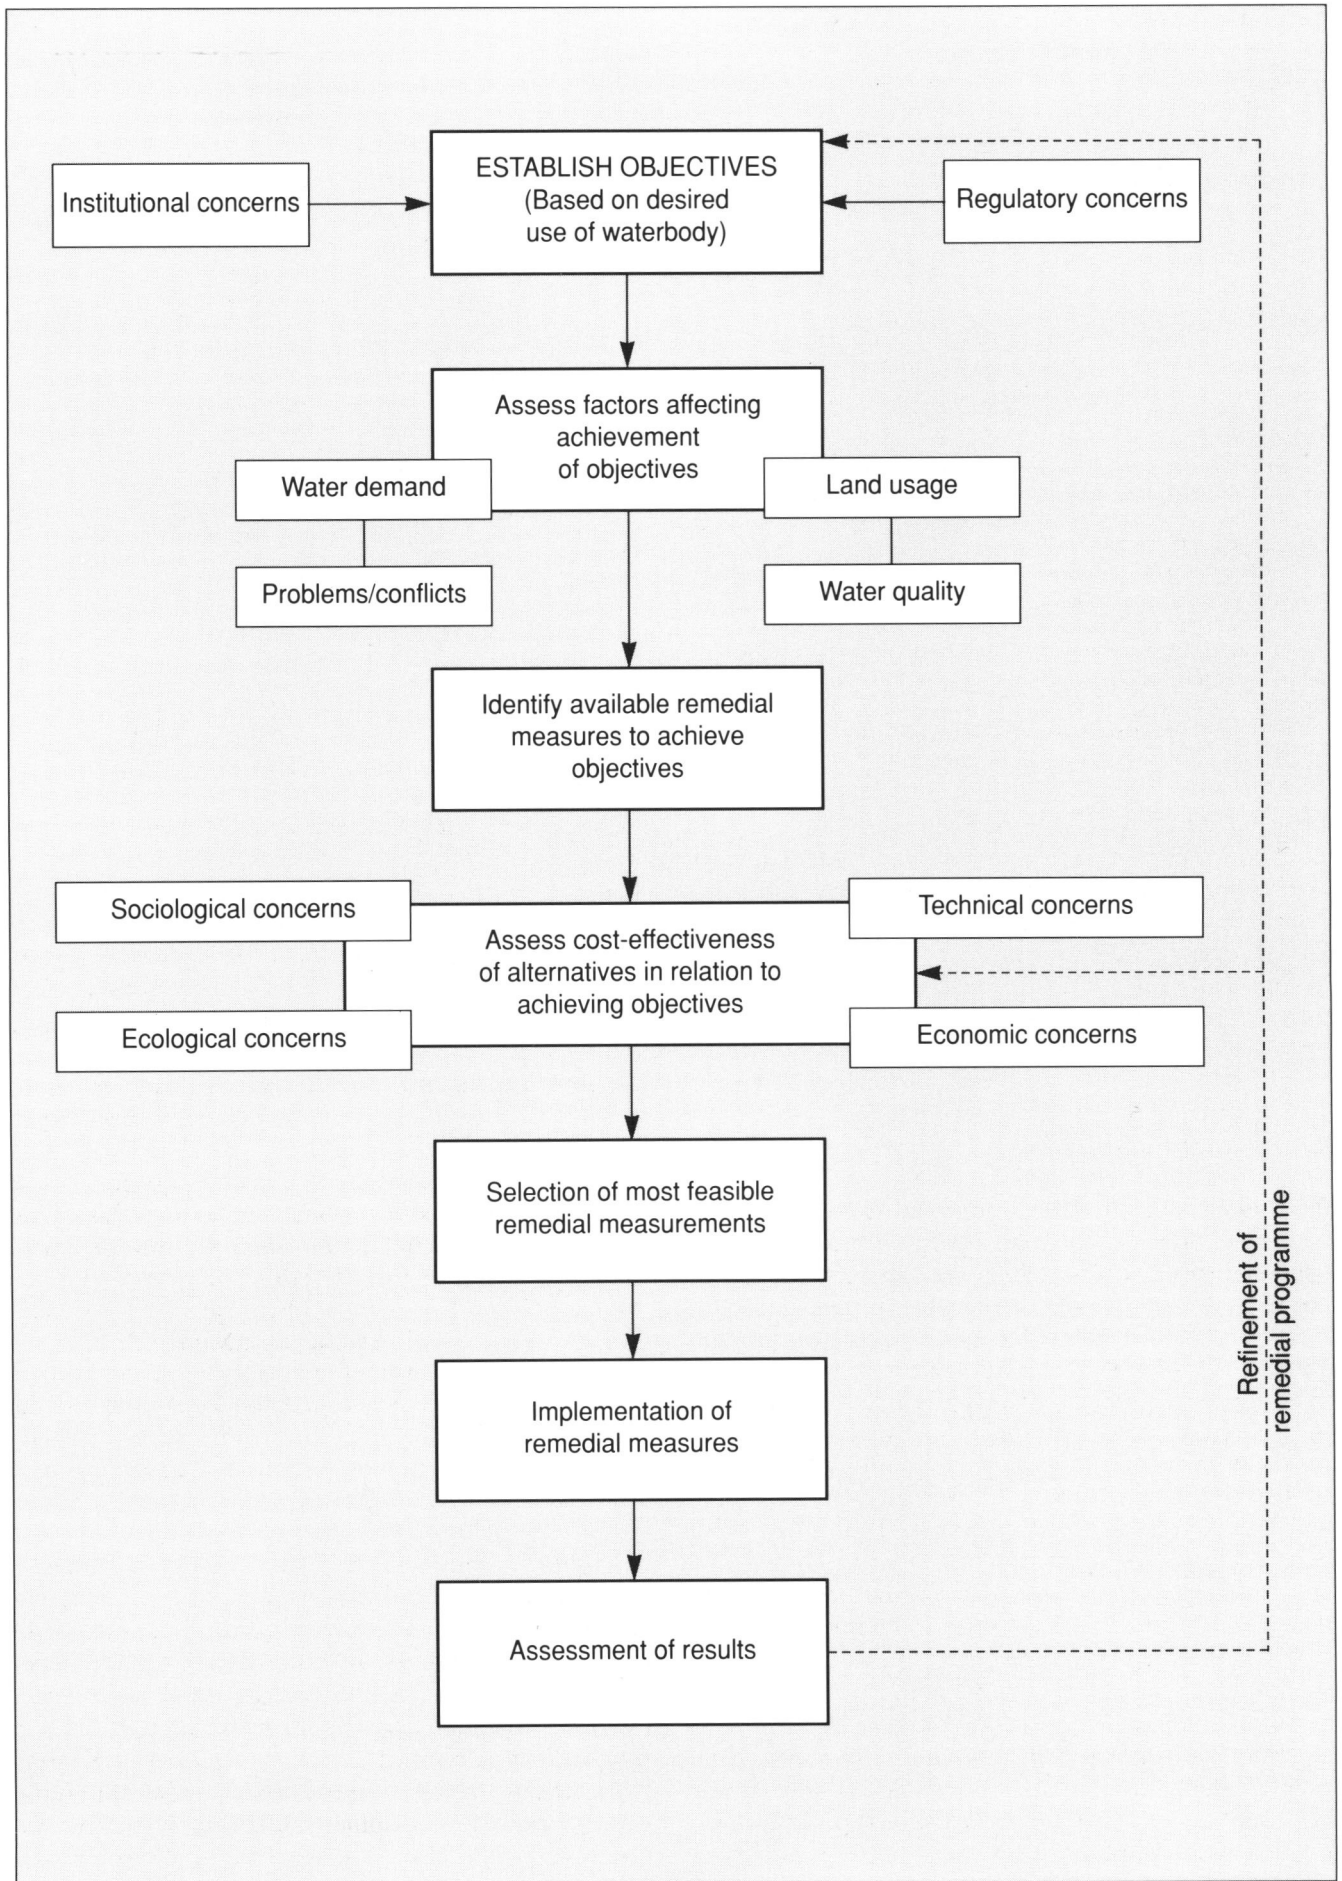 ESTABLISH OBJECTIVES
(Based on desired
use of waterbody)
Institutional concerns
Regulatory concerns
Assess factors affecting
achievement
of objectives
Water demand
Land usage
Problems/conflicts
Water quality
Identify available remedial
measures to achieve
objectives
Sociological concerns
Technical concerns
Assess cost-effectiveness
of alternatives in relation to
achieving objectives
Ecological concerns
Economic concerns
Selection of most feasible
remedial measurements
Implementation of
remedial measures
Assessment of results
Refinement of
remedial programme